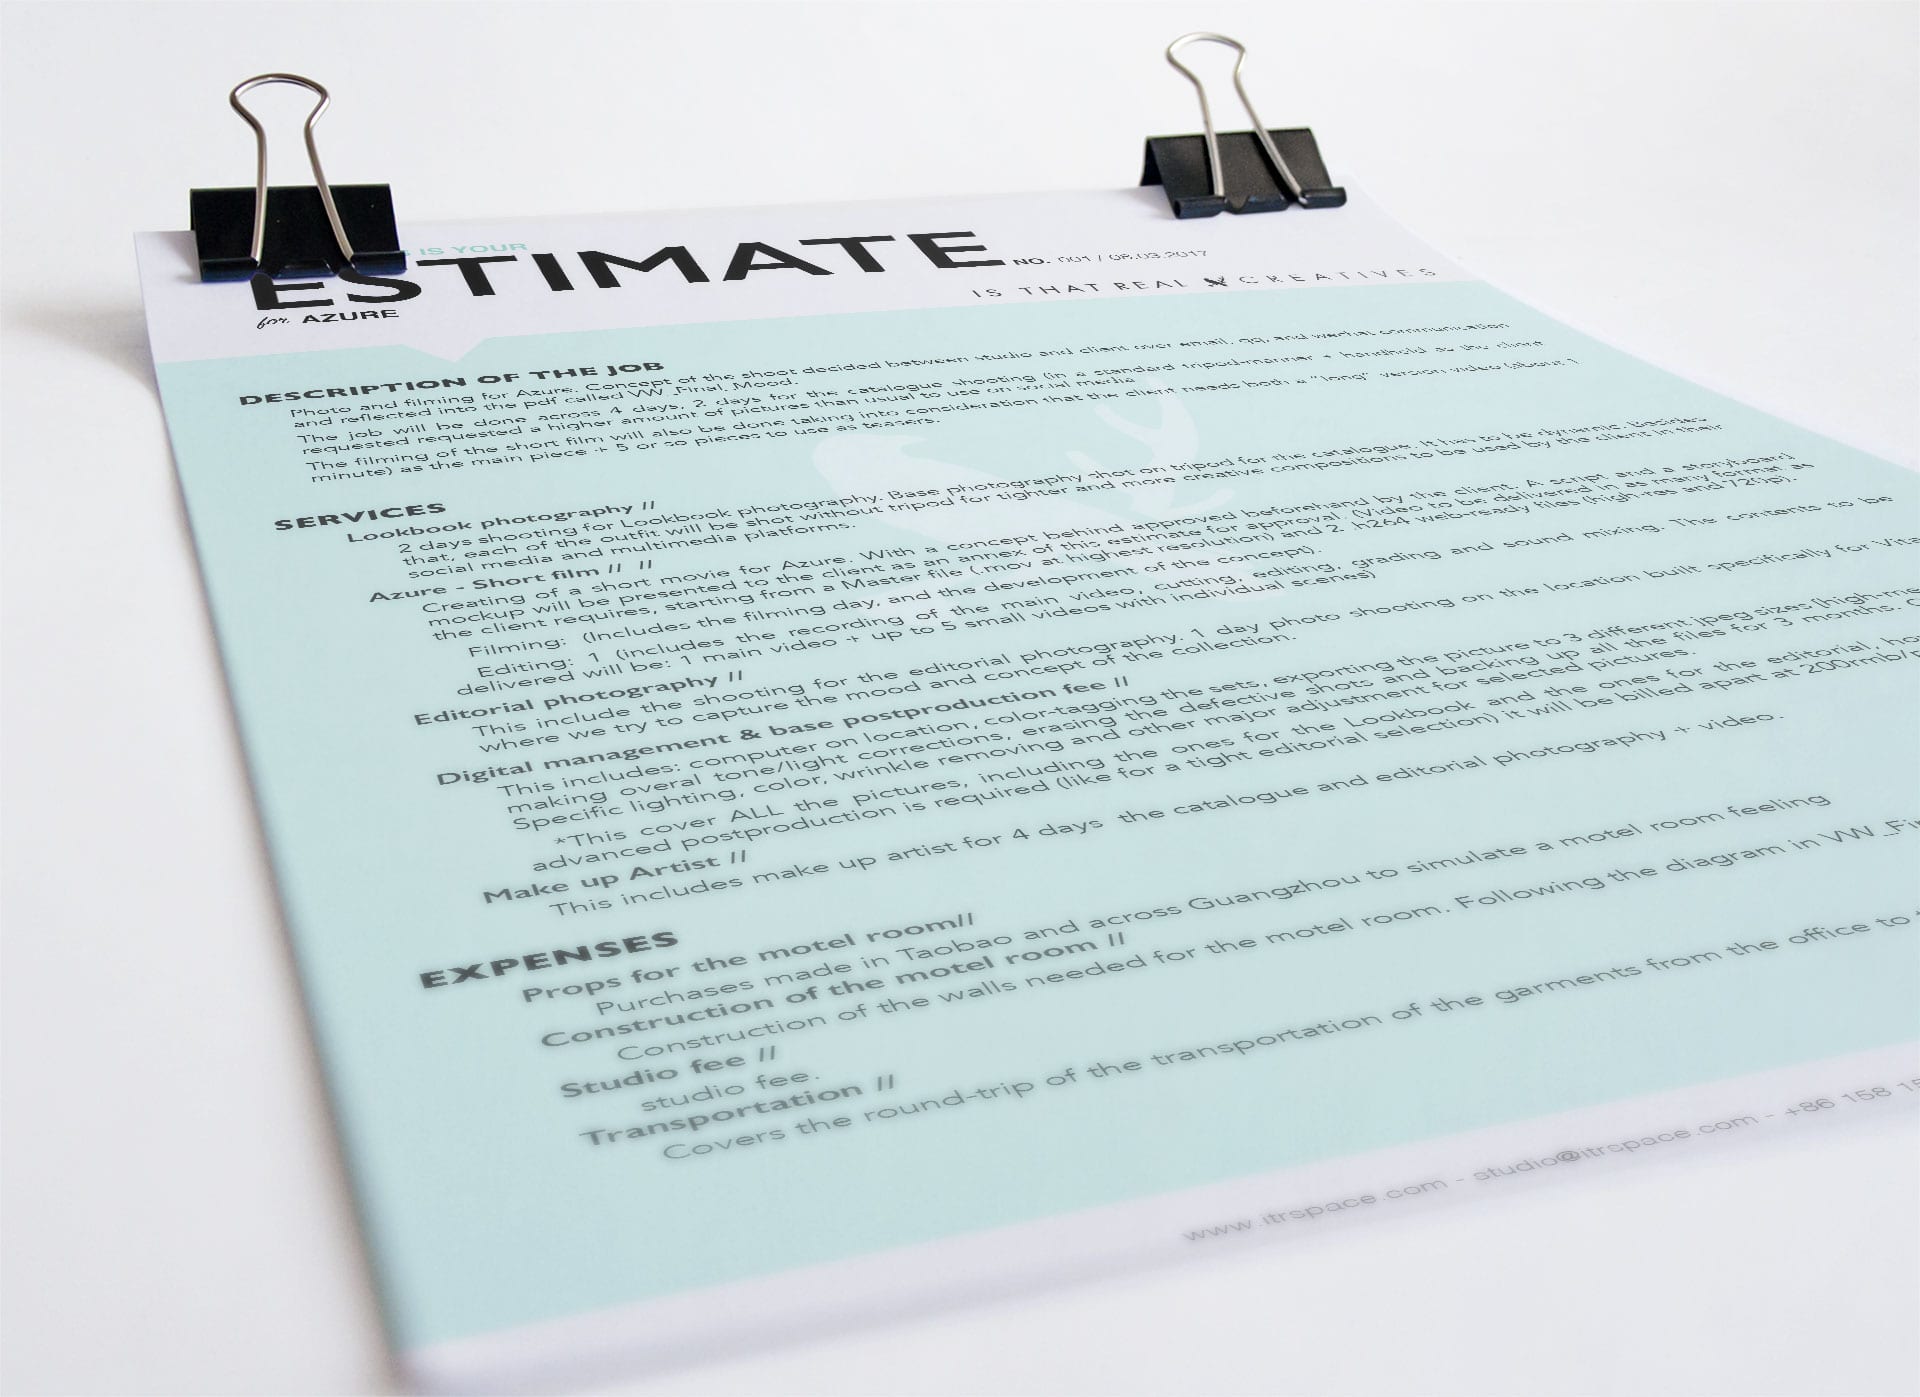 IS YOUR
ESTIMATE NO. 001 / 08.03.2017
for AZURE
IS THAT REAL CREATIVES
DESCRIPTION OF THE JOB
Photo and filming for Azure. Concept of the shoot decided between studio and client over email, qq, and wechat communication
and reflected into the pdf called VW_Final_Mood.
The job will be done across 4 days, 2 days for the catalogue shooting (in a standard tripod-manner + handheld as the client
requested requested a higher amount of pictures than usual to use on social media
The filming of the short film will also be done taking into consideration that the client needs both a "long" version video (about 1
minute) as the main piece + 5 or so pieces to use as teasers.
SERVICES
Lookbook photography //
2 days shooting for Lookbook photography. Base photography shot on tripod for the catalogue. It has to be dynamic. Besides
that, each of the outfit will be shot without tripod for tighter and more creative compositions to be used by the client in their
social media and multimedia platforms.
Azure - Short film // //
Creating of a short movie for Azure. With a concept behind approved beforehand by the client. A script and a storyboard
mockup will be presented to the client as an annex of this estimate for approval. (Video to be delivered in as many format as
the client requires, starting from a Master file (.mov at highest resolution) and 2. h264 web-ready files (high-res and 720p).
Filming: (Includes the filming day, and the development of the concept).
Editing: 1 (includes the recording of the main video, cutting, editing, grading and sound mixing. The contents to be
delivered will be: 1 main video + up to 5 small videos with individual scenes)
Editorial photography //
This include the shooting for the editorial photography. 1 day photo shooting on the location built specifically for
where we try to capture the mood and concept of the collection.
Digital management & base postproduction fee //
This includes: computer on location, color-tagging the sets, exporting the picture to 3 different jpeg sizes
making overal tone/light corrections, erasing the defective shots and backing up all the files for 3 months.
Specific lighting, color, wrinkle removing and other major adjustment for selected pictures.
*This cover ALL the pictures, including the ones for the Lookbook and the ones for the editorial,
advanced postproduction is required (like for a tight editorial selection) it will be billed apart at 200rmb/
Make up Artist //
This includes make up artist for 4 days the catalogue and editorial photography + video.
EXPENSES
Props for the motel room//
Purchases made in Taobao and across Guangzhou to simulate a motel room feeling
Construction of the motel room //
Construction of the walls needed for the motel room. Following the diagram in
Studio fee //
studio fee.
Transportation //
Covers the round-trip of the transportation of the garments from the office to
www.itrspace.com - studio@itrspace.com - +86 158